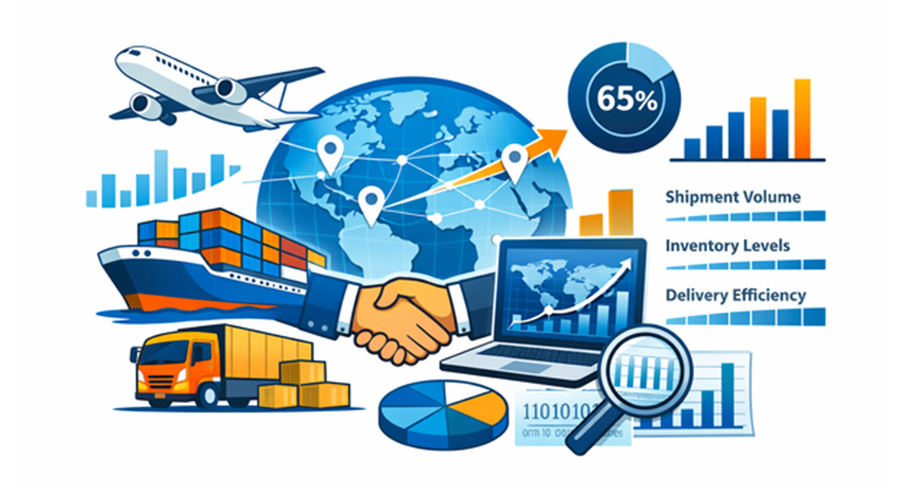 65%
Shipment Volume
Inventory Levels
Delivery Efficiency
1101010